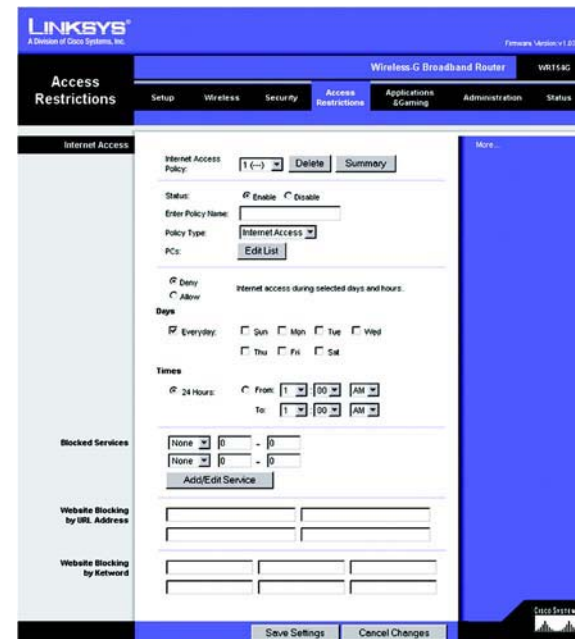 LINKSYS®
A Division of Cisco Systems, Inc.
Firmware Version: v1.03
Wireless-G Broadband Router WRT54G
Access Restrictions
Setup Wireless Security Access Restrictions Applications &Gaming Administration Status
Internet Access
More...
Internet Access Policy: 1 (---) Delete Summary
Status: Enable Disable
Enter Policy Name:
Policy Type: Internet Access
PCs: Edit List
Deny
Allow
Internet access during selected days and hours.
Days
Everyday: Sun Mon Tue Wed
Thu Fri Sat
Times
24 Hours: From: 1 : 00 AM
To: 1 : 00 AM
Blocked Services
None 0 - 0
None 0 - 0
Add/Edit Service
Website Blocking by URL Address
Website Blocking by Ketword
Save Settings Cancel Changes
CISCO SYSTEMS